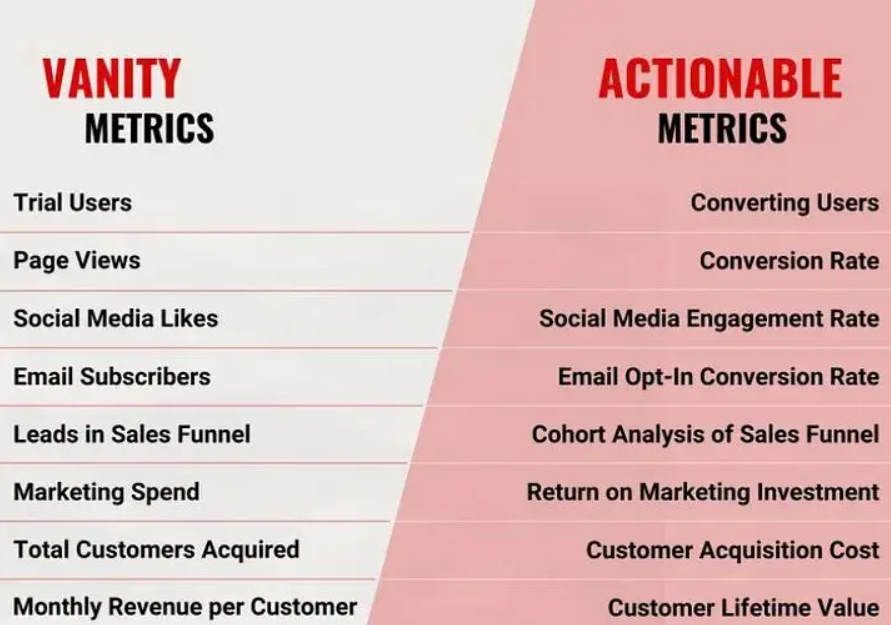 VANITY
METRICS
ACTIONABLE
METRICS
Trial Users
Converting Users
Page Views
Conversion Rate
Social Media Likes
Social Media Engagement Rate
Email Subscribers
Email Opt-In Conversion Rate
Leads in Sales Funnel
Cohort Analysis of Sales Funnel
Marketing Spend
Return on Marketing Investment
Total Customers Acquired
Customer Acquisition Cost
Monthly Revenue per Customer
Customer Lifetime Value